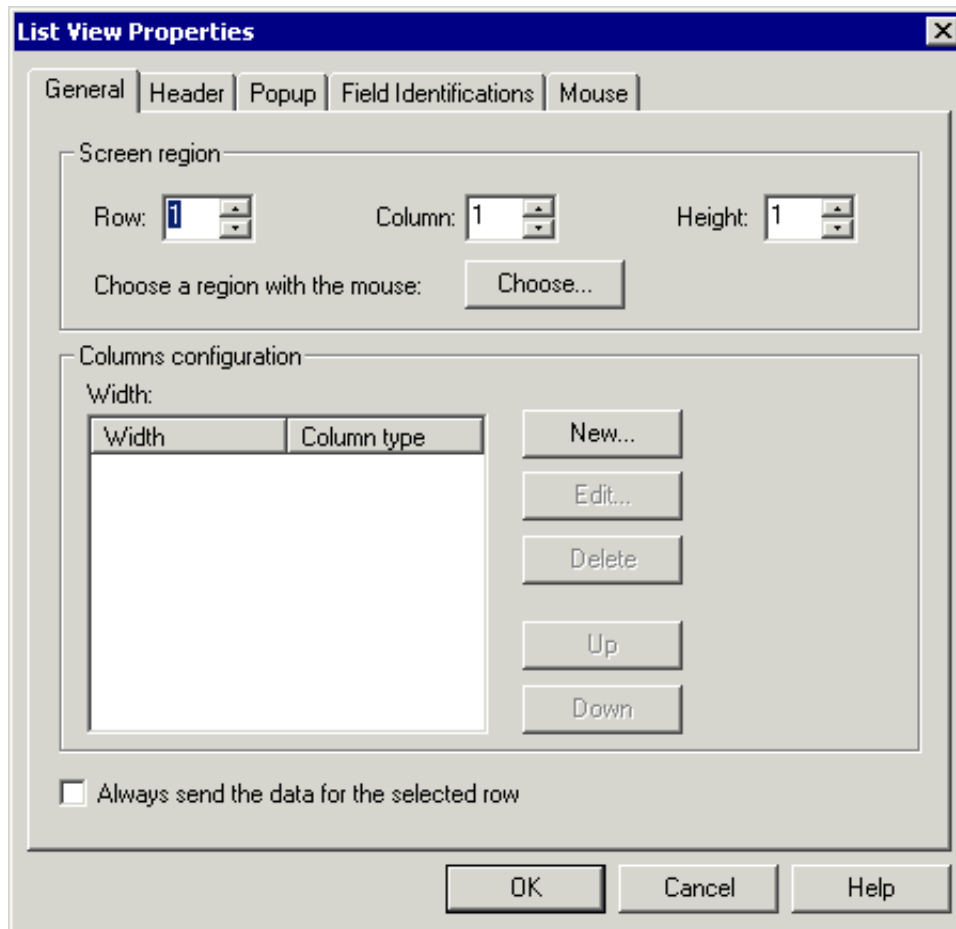 List View Properties
General Header Popup Field Identifications Mouse
Screen region
Row: 1 Column: 1 Height: 1
Choose a region with the mouse: Choose...
Columns configuration
Width:
Width Column type
New...
Edit...
Delete
Up
Down
Always send the data for the selected row
OK Cancel Help